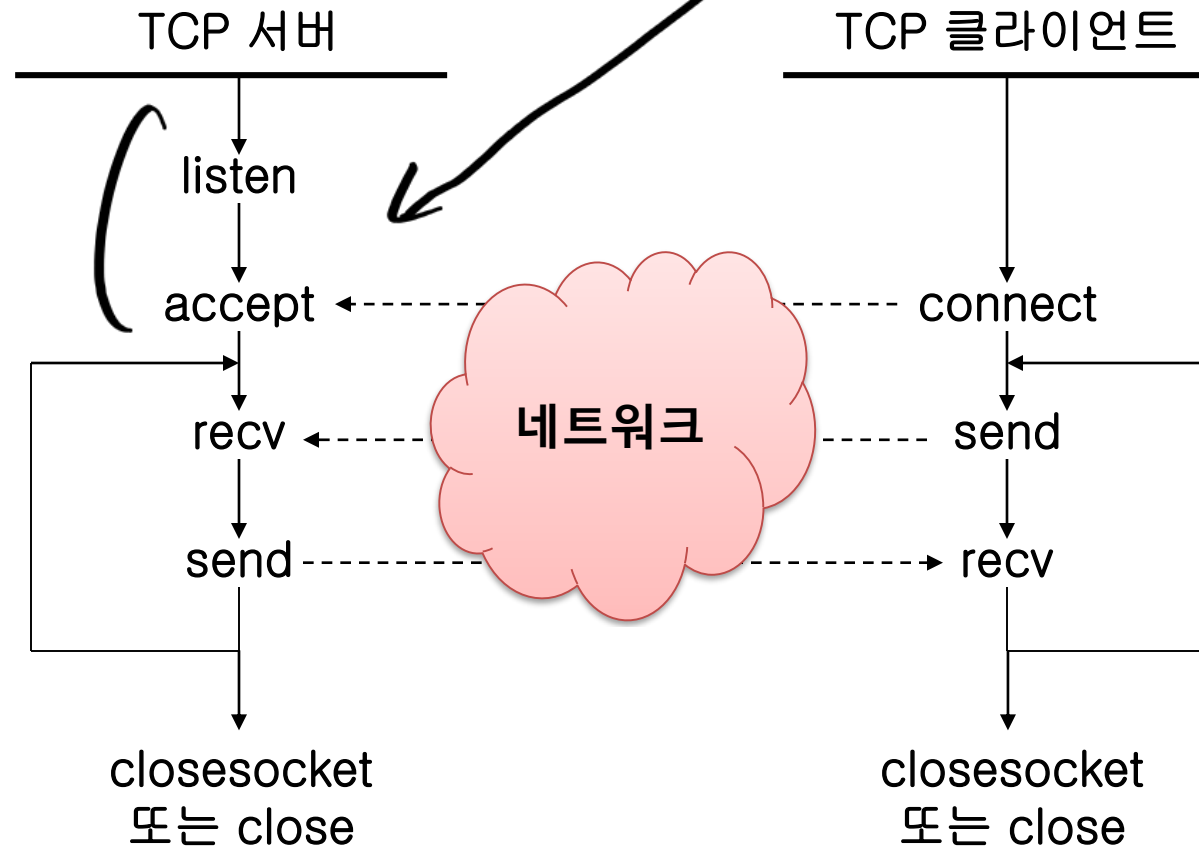 TCP 서버
TCP 클라이언트
listen
accept
connect
네트워크
recv
send
send
recv
closesocket
또는 close
closesocket
또는 close